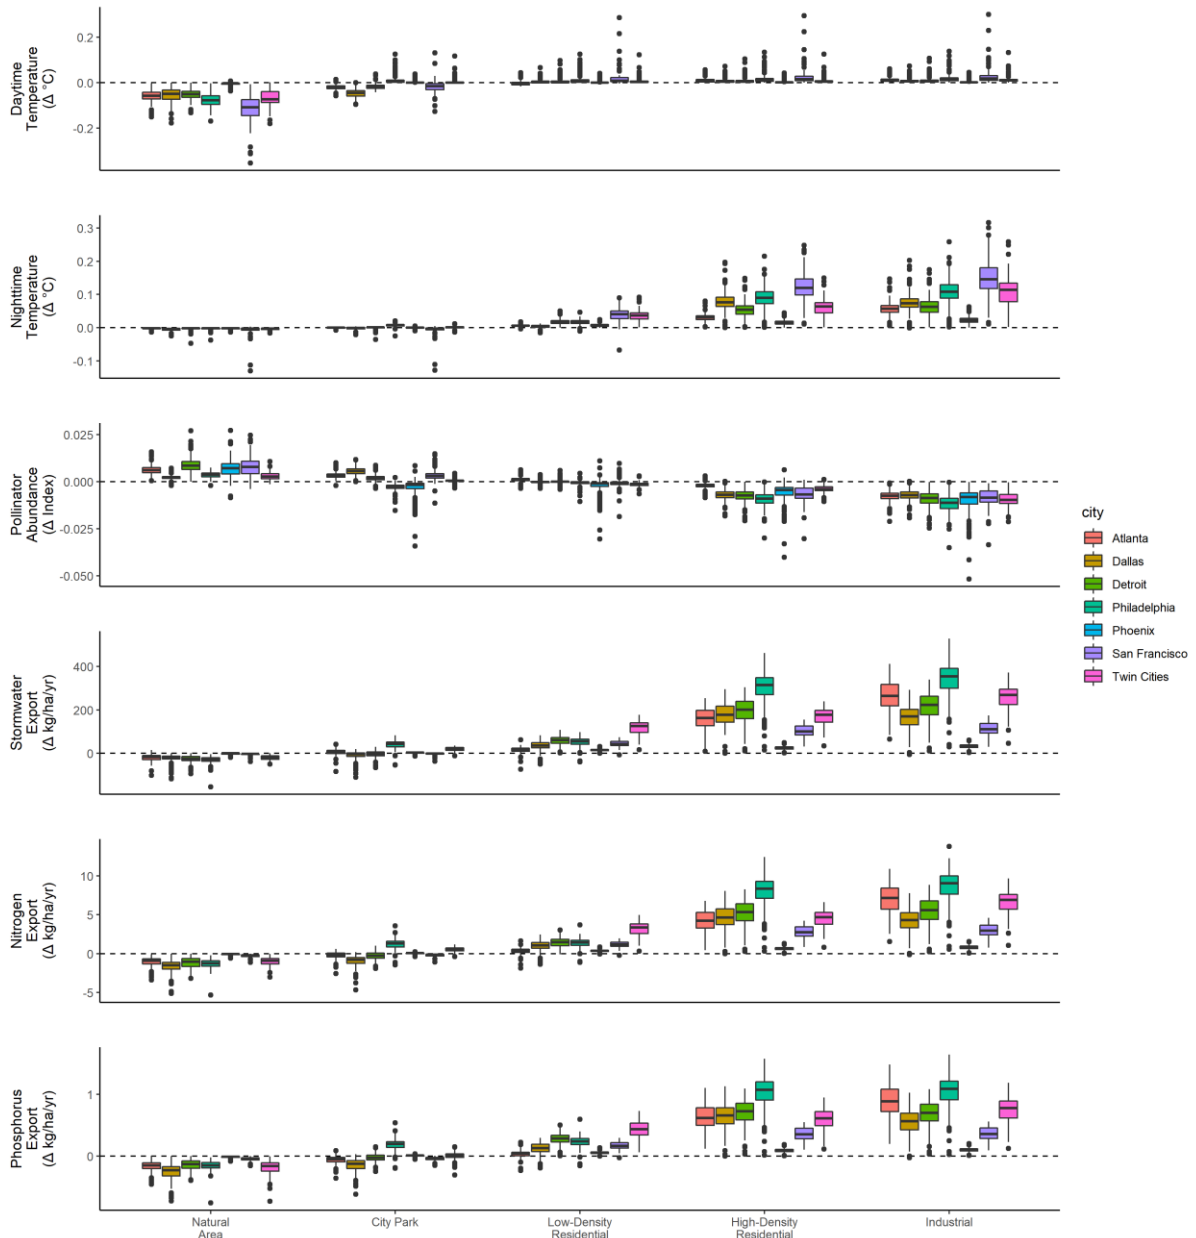 Daytime
Temperature
(Δ °C)
0.2
0.0
-0.2
Nighttime
Temperature
(Δ °C)
0.3
0.2
0.1
0.0
-0.1
Pollinator
Abundance
(Δ Index)
0.025
0.000
-0.025
-0.050
Stormwater
Export
(Δ kg/ha/yr)
400
200
0
Nitrogen
Export
(Δ kg/ha/yr)
10
5
0
-5
Phosphorus
Export
(Δ kg/ha/yr)
1
0
Natural
Area
City Park
Low-Density
Residential
High-Density
Residential
Industrial
city
Atlanta
Dallas
Detroit
Philadelphia
Phoenix
San Francisco
Twin Cities